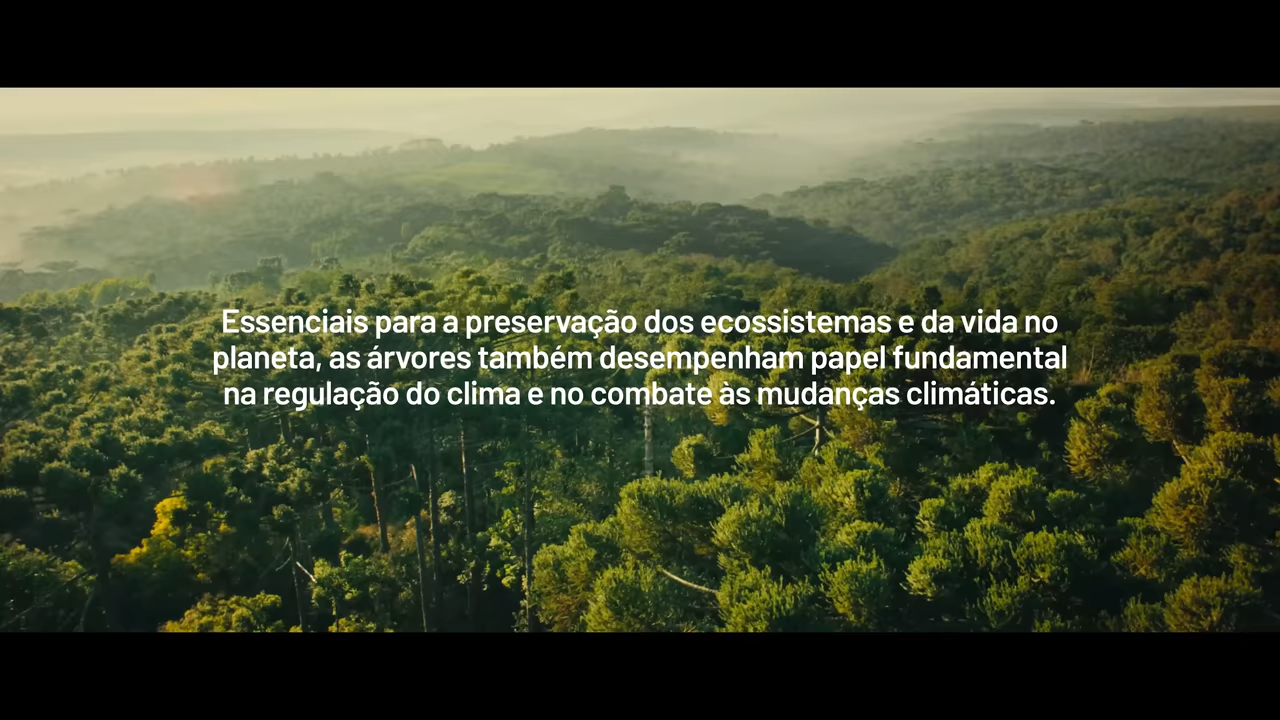 Essenciais para a preservação dos ecossistemas e da vida no
planeta, as árvores também desempenham papel fundamental
na regulação do clima e no combate às mudanças climáticas.